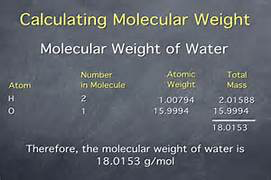 Calculating Molecular Weight
Molecular Weight of Water
Atom Number in Molecule Atomic Weight Total Mass
H 2 1.00794 2.01588
O 1 15.9994 15.9994
18.0153
Therefore, the molecular weight of water is
18.0153 g/mol